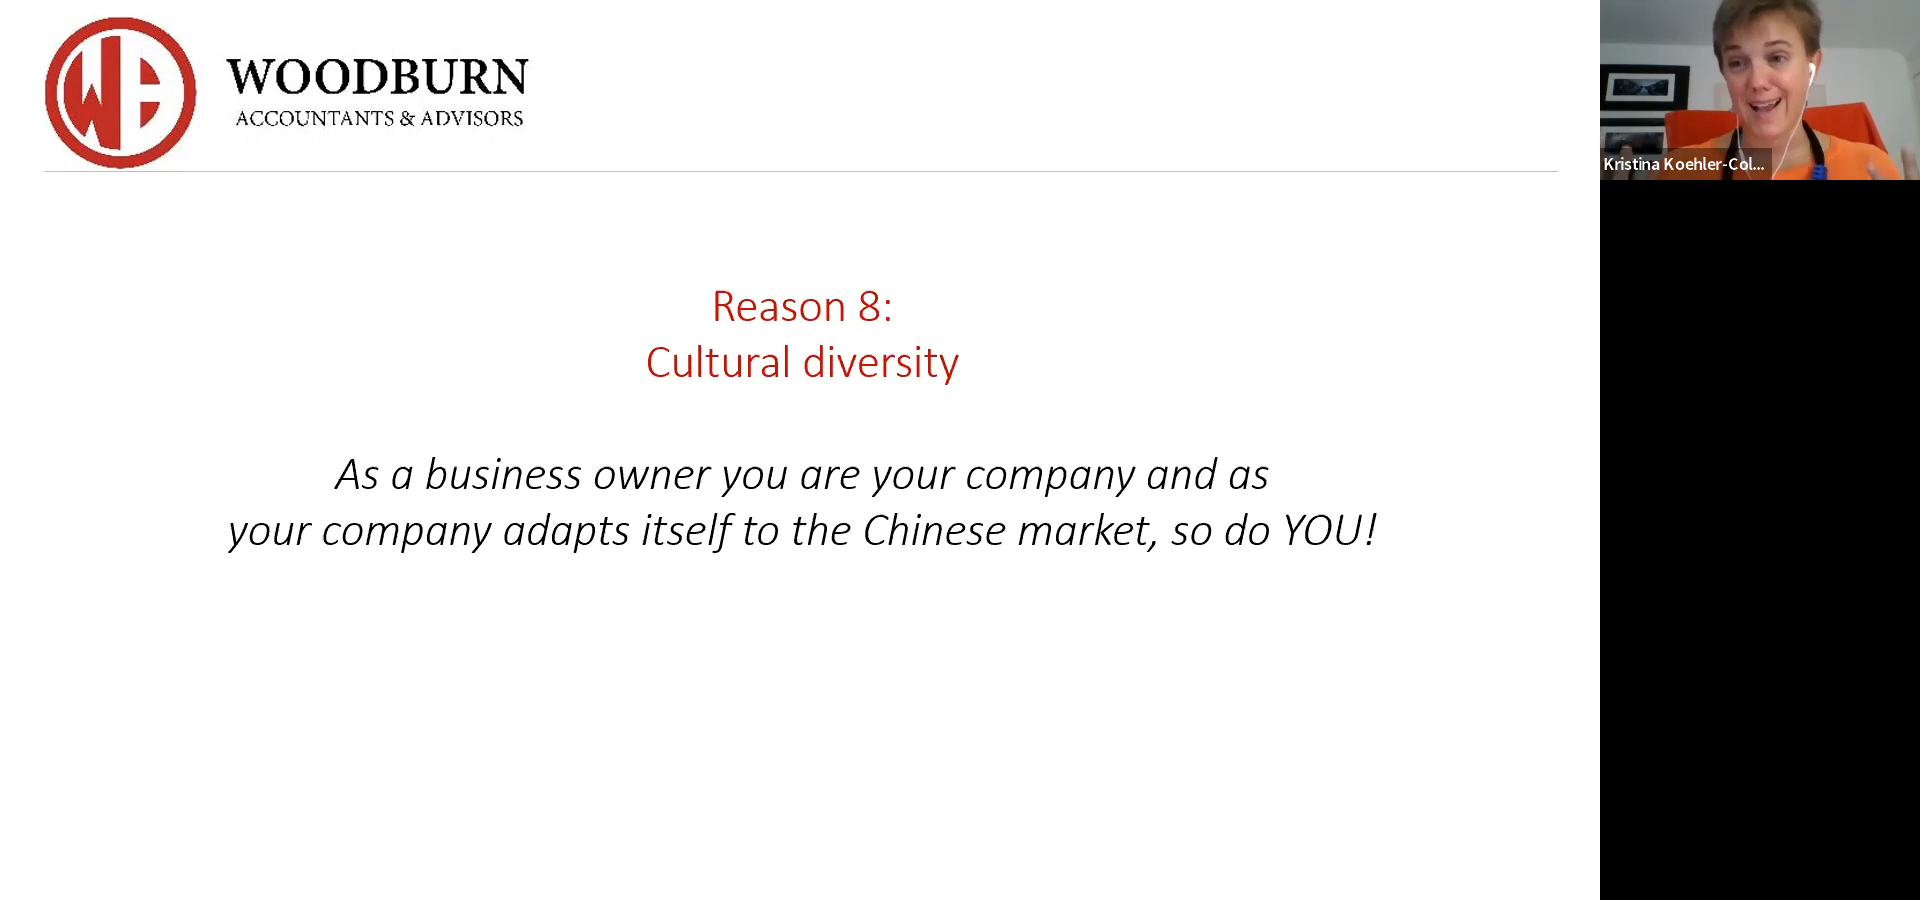 WOODBURN
ACCOUNTANTS & ADVISORS
Kristina Koehler-Col...
Reason 8:
Cultural diversity
As a business owner you are your company and as
your company adapts itself to the Chinese market, so do YOU!